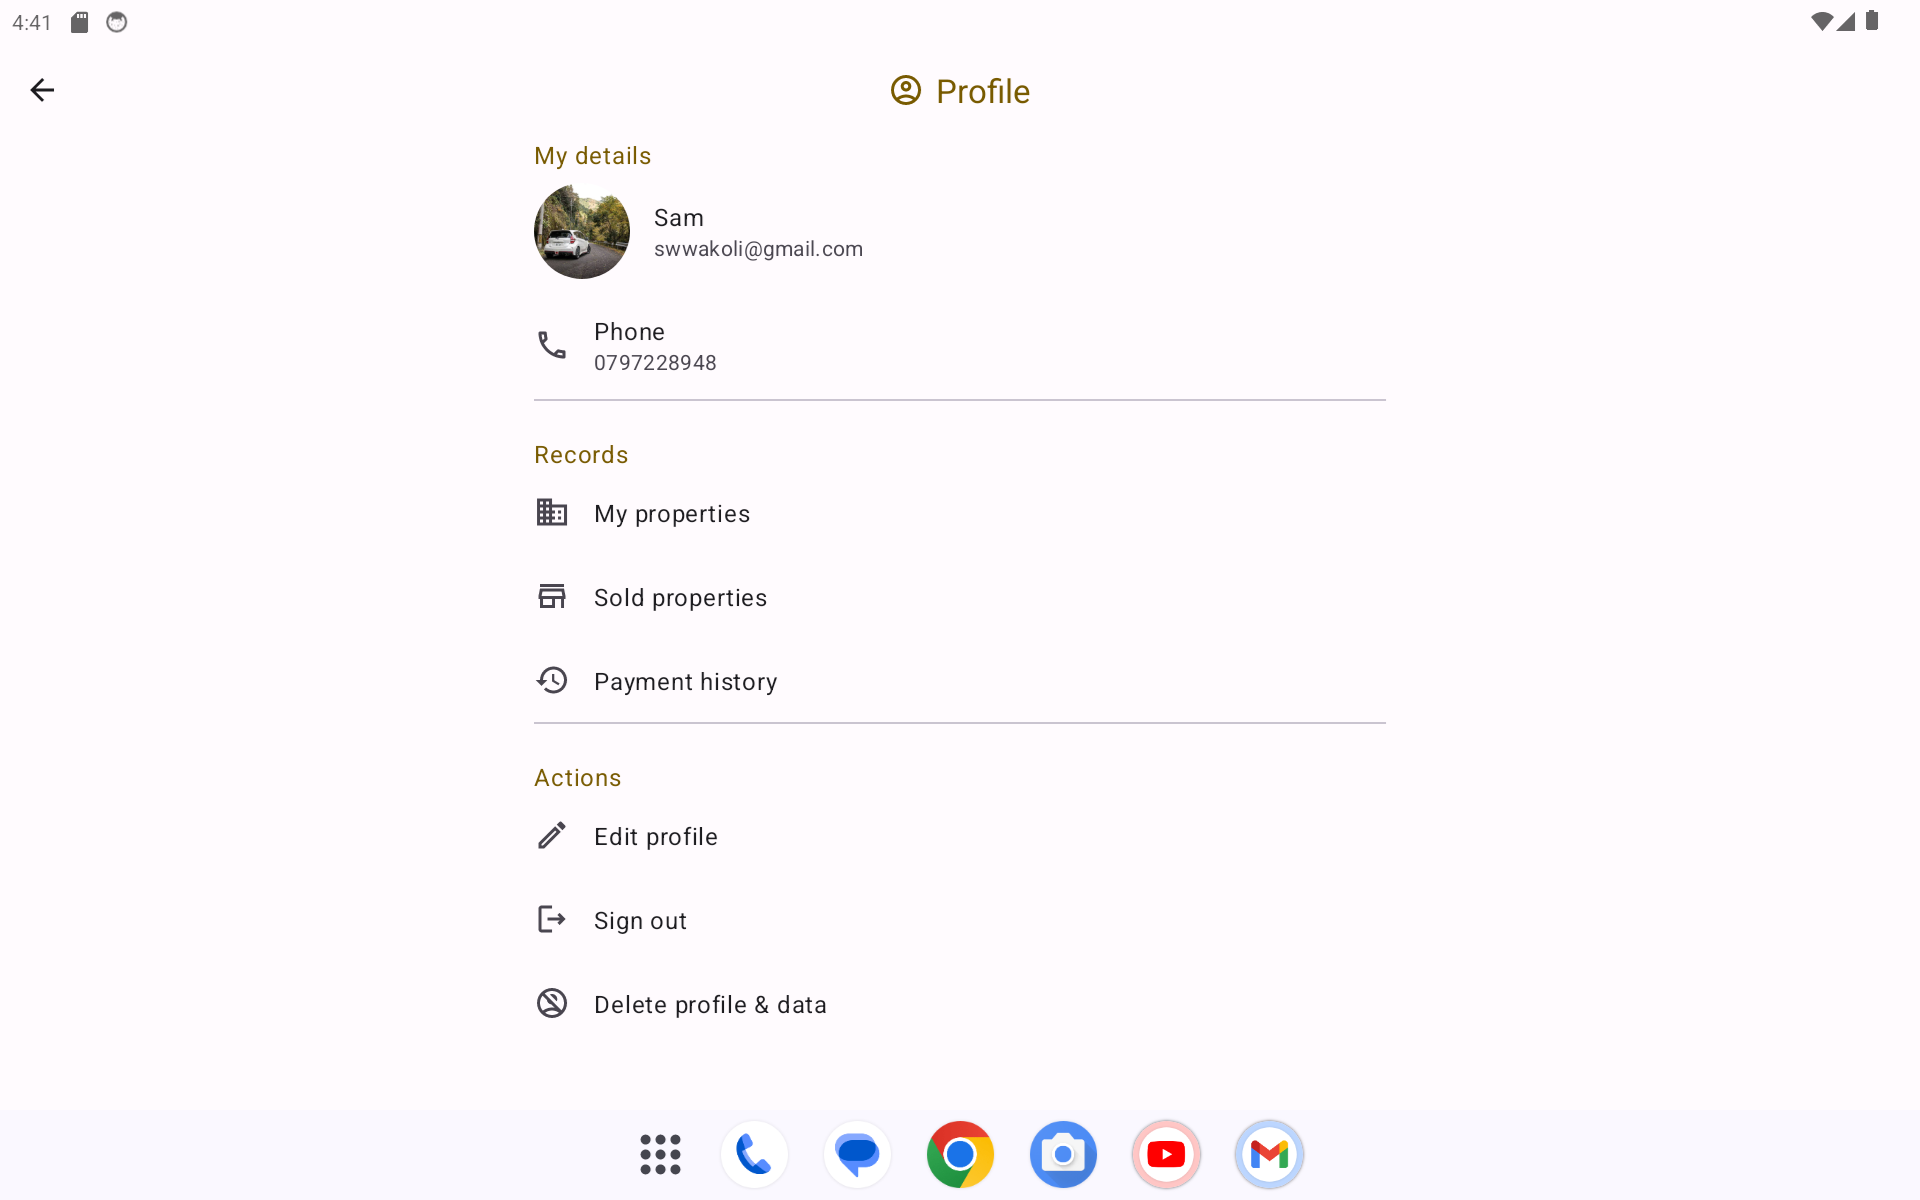 4:41
Profile
My details
Sam
swwakoli@gmail.com
Phone
0797228948
Records
My properties
Sold properties
Payment history
Actions
Edit profile
Sign out
Delete profile & data